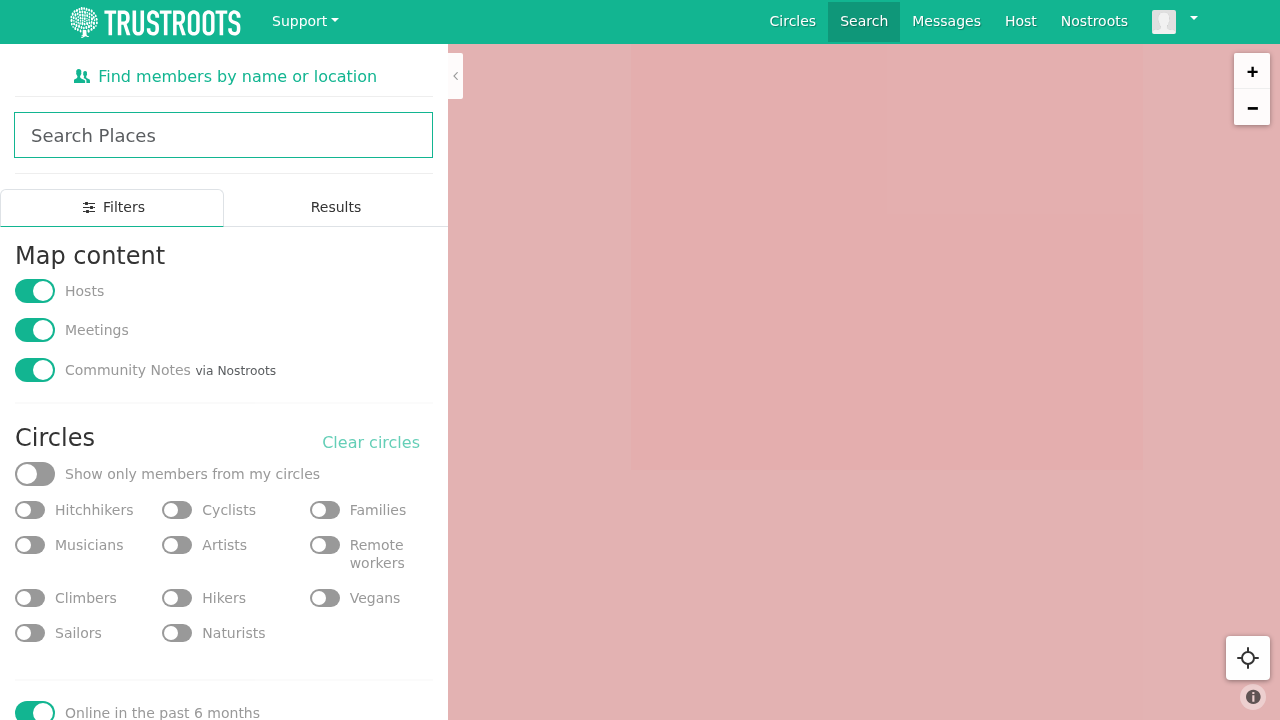 TRUSTROOTS Support Circles Search Messages Host Nostroots
Find members by name or location
Search Places
Filters Results
Map content
Hosts
Meetings
Community Notes via Nostroots
Circles Clear circles
Show only members from my circles
Hitchhikers Cyclists Families
Musicians Artists Remote
workers
Climbers Hikers Vegans
Sailors Naturists
Online in the past 6 months